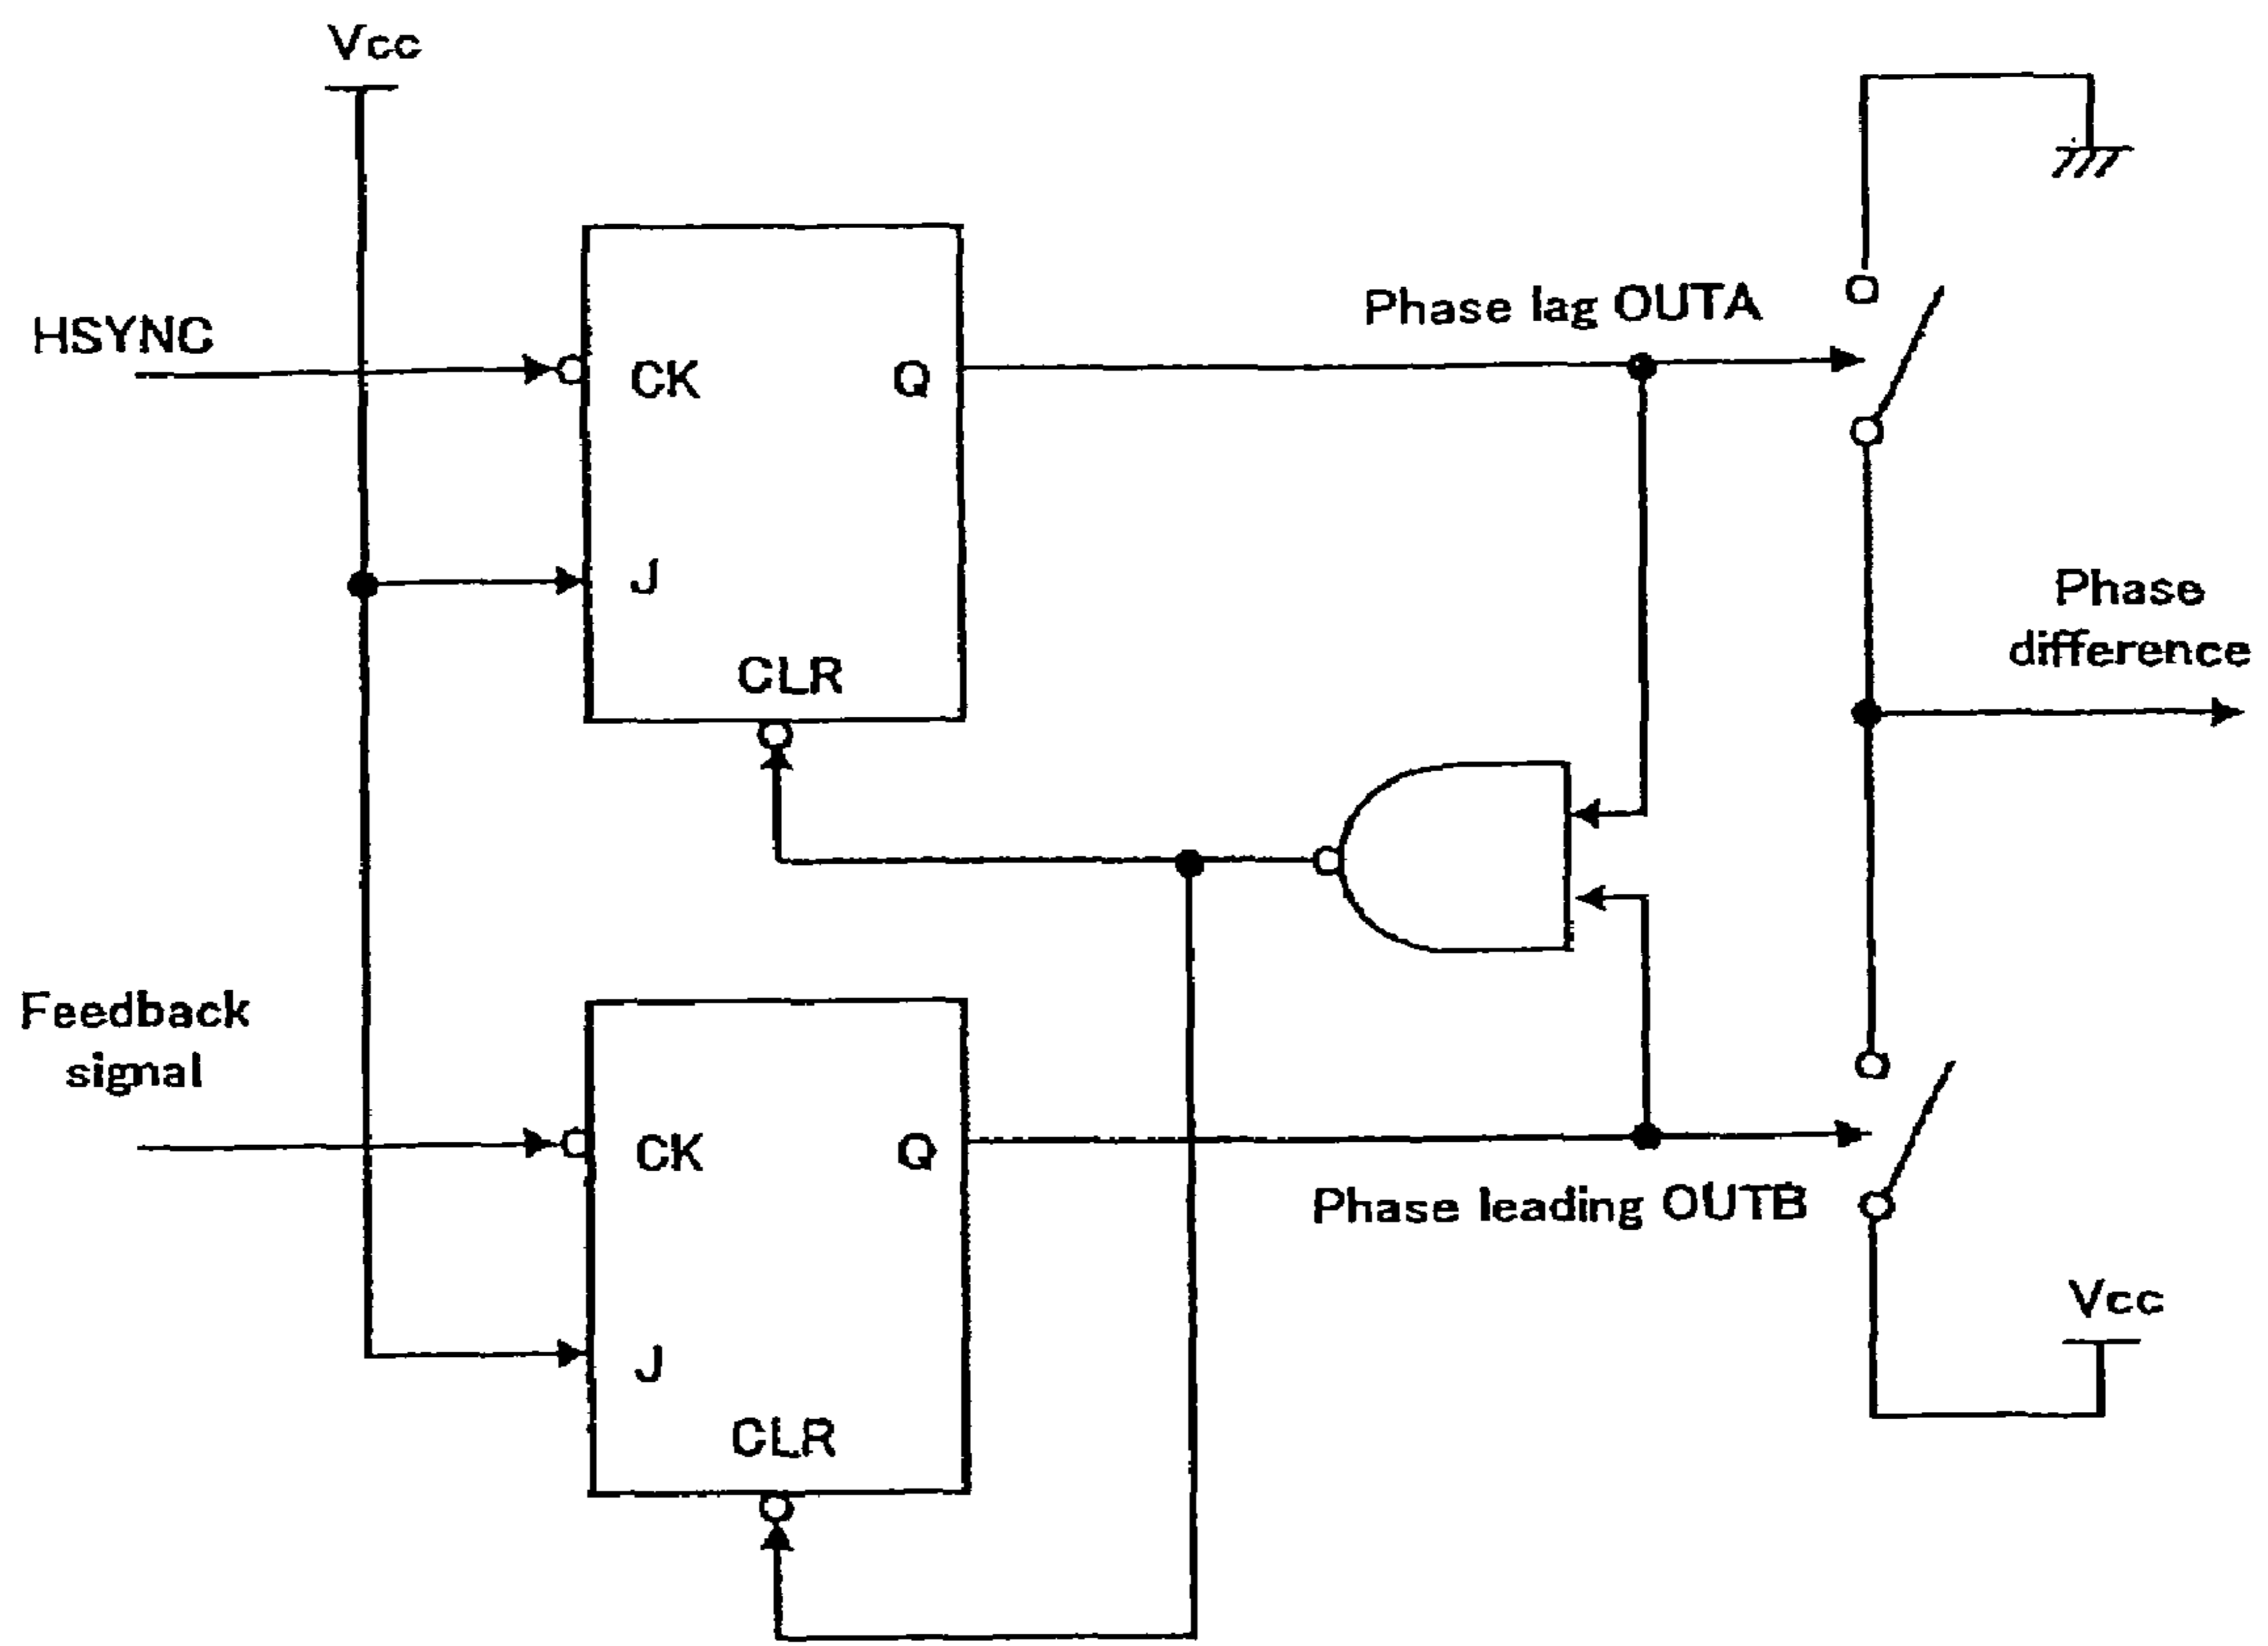 Vcc
HSYNC
CK
Q
J
CLR
Phase lag OUTA
Phase
difference
Feedback
signal
CK
Q
J
CLR
Phase leading OUTB
Vcc